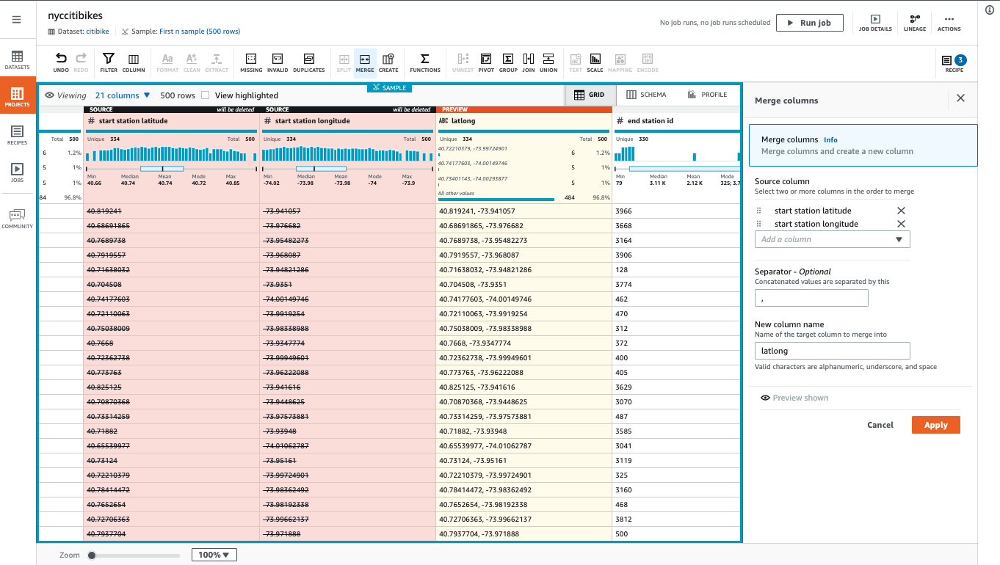 nyccitibikes
Dataset: citibike
Sample: First n sample (500 rows)
No job runs, no job runs scheduled
Run job
JOB DETAILS
LINEAGE
ACTIONS
DATASETS
PROJECTS
RECIPES
JOBS
COMMUNITY
UNDO REDO FILTER COLUMN FORMAT CLEAN EXTRACT MISSING INVALID DUPLICATES SPLIT MERGE CREATE FUNCTIONS UNNEST PIVOT GROUP JOIN UNION TEXT SCALE MAPPING ENCODE
3
RECIPE
Viewing 21 columns 500 rows View highlighted
SAMPLE
GRID SCHEMA PROFILE
SOURCE will be deleted SOURCE will be deleted PREVIEW
# start station latitude # start station longitude ABC latlong # end station id
Total 500 Unique 334 Total 500 Unique 334 Total 500 Unique 334 Total 500 Unique 330
6 1.2% 40.72210379, -73.99724901 6 1.2%
5 1% 40.74177603, -74.00149746 5 1%
5 1% 40.73401143, -74.00293877 5 1%
Min Median Mean Mode Max Min Median Mean Mode Max Min Median Mean Mode
40.66 40.74 40.74 40.72 40.85 -74.02 -73.98 -73.98 -74 -73.9 79 3.11 K 2.12 K 325; 3.7
84 96.8% All other values 484 96.8%
40.819241 -73.941057 40.819241, -73.941057 3966
40.68691865 -73.976682 40.68691865, -73.976682 3668
40.7689738 -73.95482273 40.7689738, -73.95482273 3164
40.7919557 -73.968087 40.7919557, -73.968087 3906
40.71638032 -73.94821286 40.71638032, -73.94821286 128
40.704508 -73.9351 40.704508, -73.9351 3774
40.74177603 -74.00149746 40.74177603, -74.00149746 462
40.72110063 -73.9919254 40.72110063, -73.9919254 470
40.75038009 -73.98338988 40.75038009, -73.98338988 312
40.7668 -73.9347774 40.7668, -73.9347774 372
40.72362738 -73.99949601 40.72362738, -73.99949601 400
40.773763 -73.96222088 40.773763, -73.96222088 405
40.825125 -73.941616 40.825125, -73.941616 3629
40.70870368 -73.9448625 40.70870368, -73.9448625 3070
40.73314259 -73.97573881 40.73314259, -73.97573881 487
40.71882 -73.93948 40.71882, -73.93948 3585
40.65539977 -74.01062787 40.65539977, -74.01062787 3041
40.73124 -73.95161 40.73124, -73.95161 3119
40.72210379 -73.99724901 40.72210379, -73.99724901 325
40.78414472 -73.98362492 40.78414472, -73.98362492 3160
40.7652654 -73.98192338 40.7652654, -73.98192338 468
40.72706363 -73.99662137 40.72706363, -73.99662137 3812
40.7937704 -73.971888 40.7937704, -73.971888 500
Zoom 100%
Merge columns
Merge columns Info
Merge columns and create a new column
Source column
Select two or more columns in the order to merge
start station latitude
start station longitude
Add a column
Separator - Optional
Concatenated values are separated by this
,
New column name
Name of the target column to merge into
latlong
Valid characters are alphanumeric, underscore, and space
Preview shown
Cancel Apply